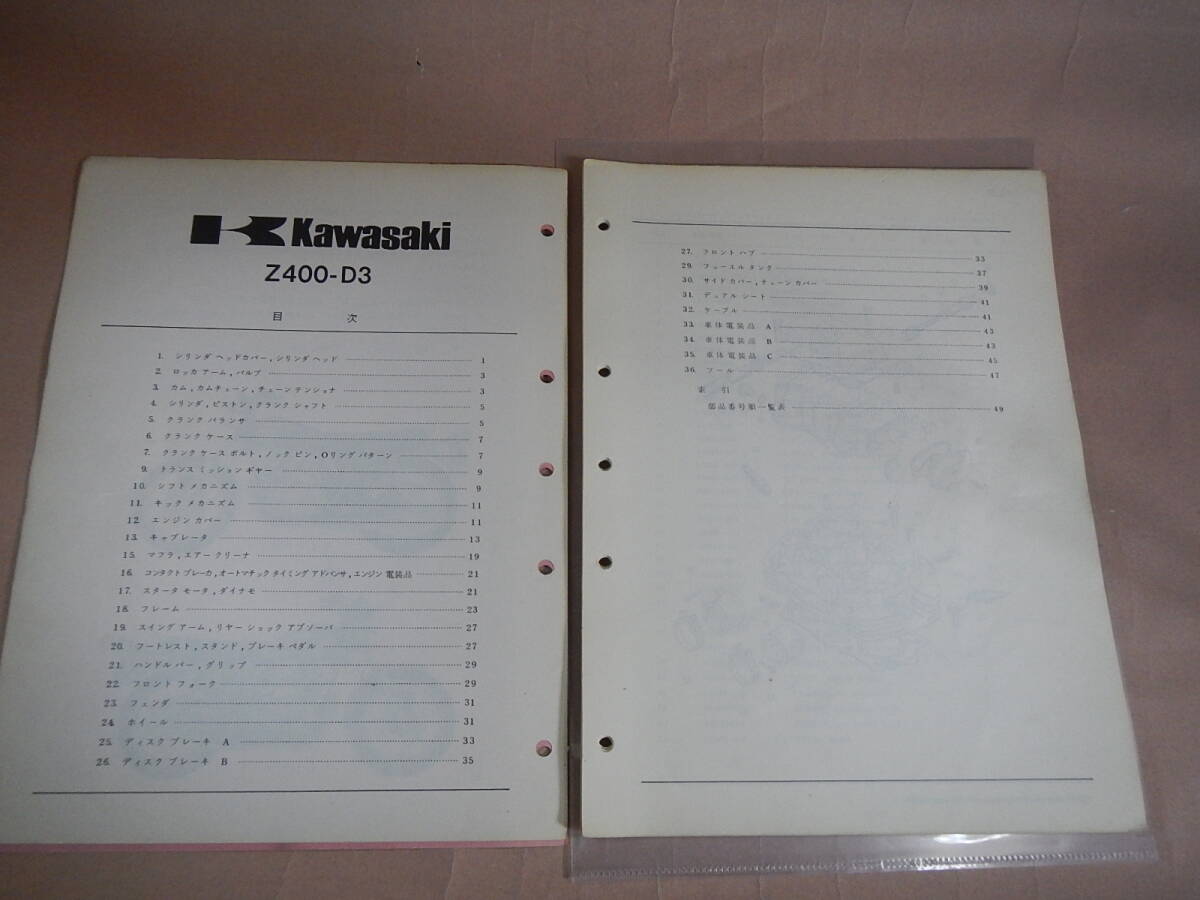 Kawasaki
Z400-D3
目 次
1. シリンダ ヘッドカバー, シリンダ ヘッド 1
2. ロッカ アーム, バルブ 3
3. カム, カムチェーン, チェーン テンショナ 3
4. シリンダ, ピストン, クランク シャフト 5
5. クランク バランサ 5
6. クランク ケース 7
7. クランク ケース ボルト, ノック ピン, Oリング パターン 7
9. トランス ミッション ギヤー 9
10. シフト メカニズム 9
11. キック メカニズム 11
12. エンジン カバー 11
13. キャブレータ 13
15. マフラ, エアー クリーナ 19
16. コンタクト ブレーカ, オートマチック タイミング アドバンサ, エンジン 電装品 21
17. スタータ モータ, ダイナモ 21
18. フレーム 23
19. スイング アーム, リヤー ショック アブソーバ 27
20. フートレスト, スタンド, ブレーキ ペダル 27
21. ハンドル バー, グリップ 29
22. フロント フォーク 29
23. フェンダ 31
24. ホイール 31
25. ディスク ブレーキ A 33
26. ディスク ブレーキ B 35
27. フロント ハブ 33
29. フューエル タンク 37
30. サイド カバー, チェーン カバー 39
31. デュアル シート 41
32. ケーブル 41
33. 車体 電装品 A 43
34. 車体 電装品 B 43
35. 車体 電装品 C 45
36. ツール 47
索 引
部品番号順一覧表 49